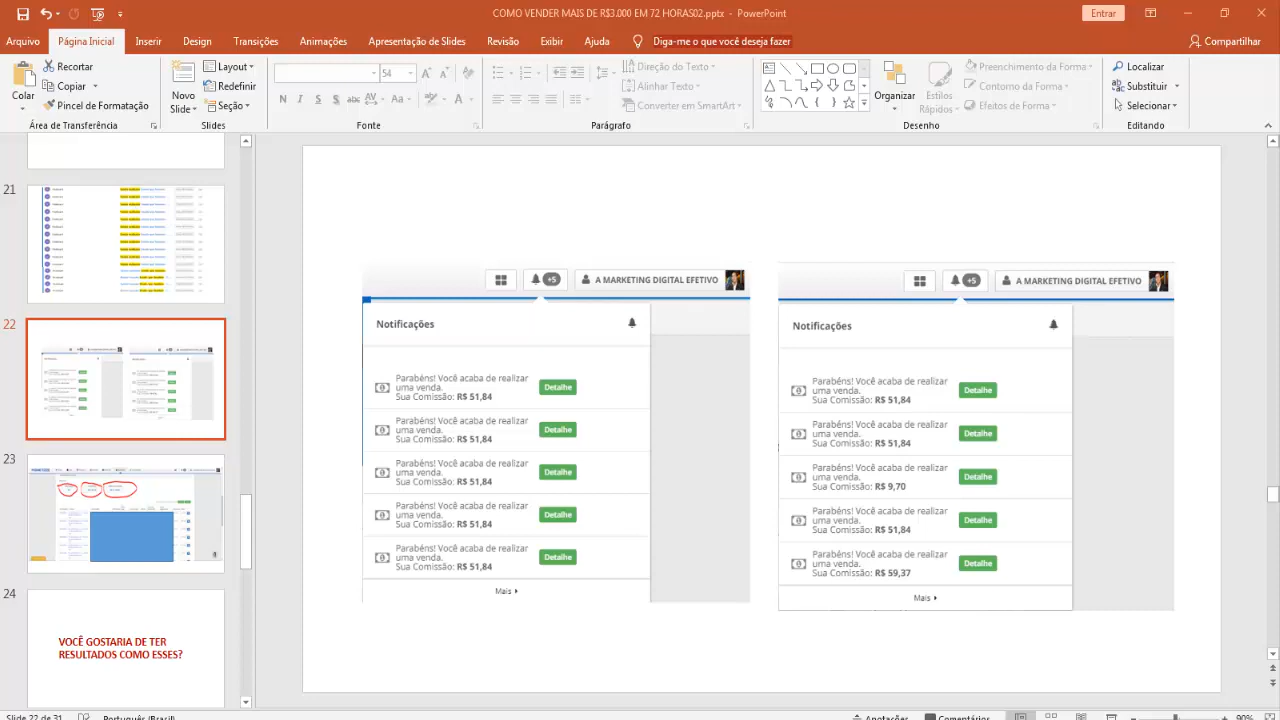 COMO VENDER MAIS DE R$3.000 EM 72 HORAS02.pptx - PowerPoint
Entrar
Arquivo Página Inicial Inserir Design Transições Animações Apresentação de Slides Revisão Exibir Ajuda Diga-me o que você deseja fazer Compartilhar
Colar
Recortar
Copiar
Pincel de Formatação
Área de Transferência
Novo Slide
Layout
Redefinir
Seção
Slides
54
N I S S abc AV Aa A
Fonte
Direção do Texto
Alinhar Texto
Converter em SmartArt
Parágrafo
Organizar
Estilos Rápidos
Preenchimento da Forma
Contorno da Forma
Efeitos de Forma
Desenho
Localizar
Substituir
Selecionar
Editando
21
22
23
24
VOCÊ GOSTARIA DE TER
RESULTADOS COMO ESSES?
+5 A MARKETING DIGITAL EFETIVO
Notificações
Parabéns! Você acaba de realizar
uma venda.
Sua Comissão: R$ 51,84
Detalhe
Parabéns! Você acaba de realizar
uma venda.
Sua Comissão: R$ 51,84
Detalhe
Parabéns! Você acaba de realizar
uma venda.
Sua Comissão: R$ 51,84
Detalhe
Parabéns! Você acaba de realizar
uma venda.
Sua Comissão: R$ 51,84
Detalhe
Parabéns! Você acaba de realizar
uma venda.
Sua Comissão: R$ 51,84
Detalhe
Mais
+5 A MARKETING DIGITAL EFETIVO
Notificações
Parabéns! Você acaba de realizar
uma venda.
Sua Comissão: R$ 51,84
Detalhe
Parabéns! Você acaba de realizar
uma venda.
Sua Comissão: R$ 51,84
Detalhe
Parabéns! Você acaba de realizar
uma venda.
Sua Comissão: R$ 9,70
Detalhe
Parabéns! Você acaba de realizar
uma venda.
Sua Comissão: R$ 51,84
Detalhe
Parabéns! Você acaba de realizar
uma venda.
Sua Comissão: R$ 59,37
Detalhe
Mais
Slide 22 de 31 Português (Brasil) Anotações Comentários 90%